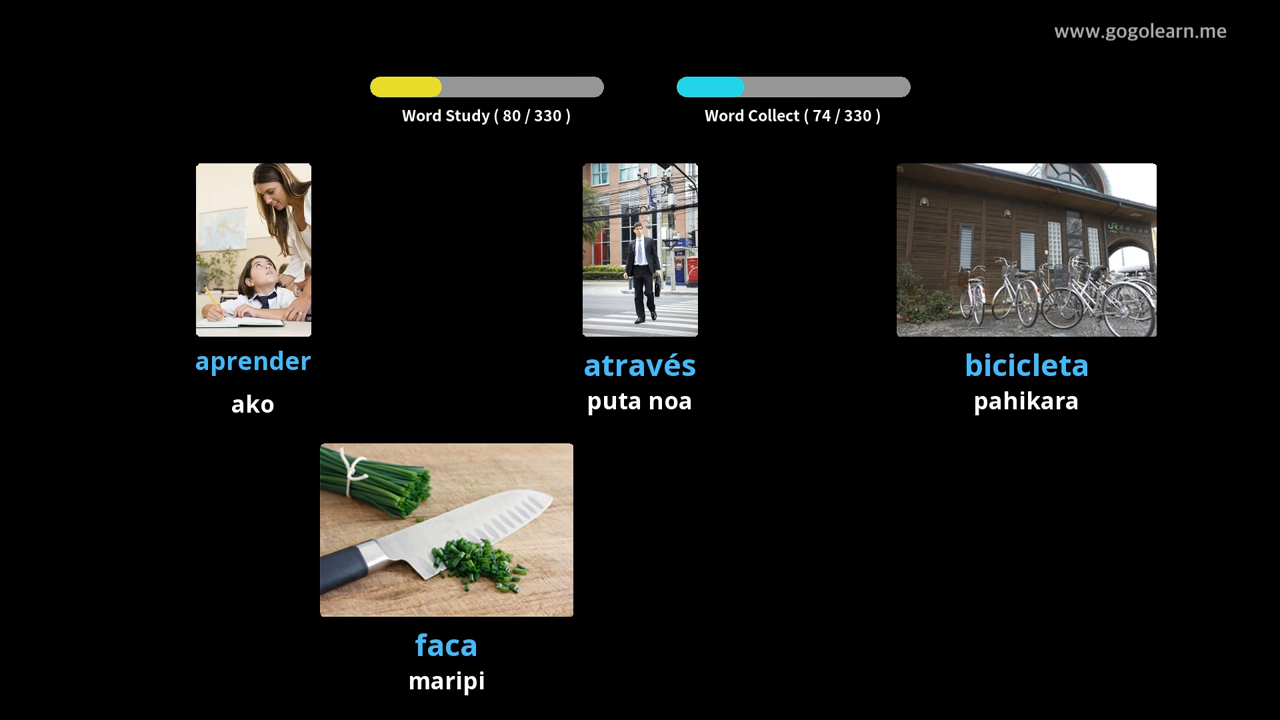 www.gogolearn.me
Word Study ( 80 / 330 )
Word Collect ( 74 / 330 )
aprender
ako
através
puta noa
bicicleta
pahikara
faca
maripi